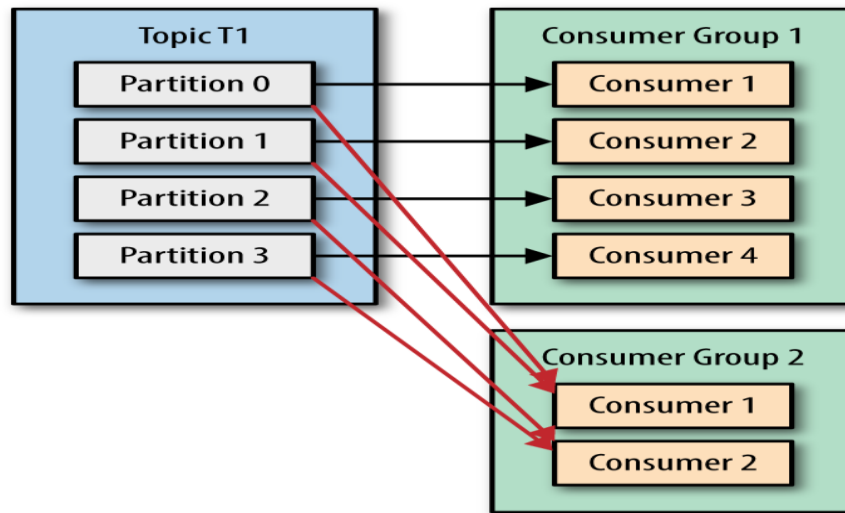 Topic T1
Partition 0
Partition 1
Partition 2
Partition 3
Consumer Group 1
Consumer 1
Consumer 2
Consumer 3
Consumer 4
Consumer Group 2
Consumer 1
Consumer 2